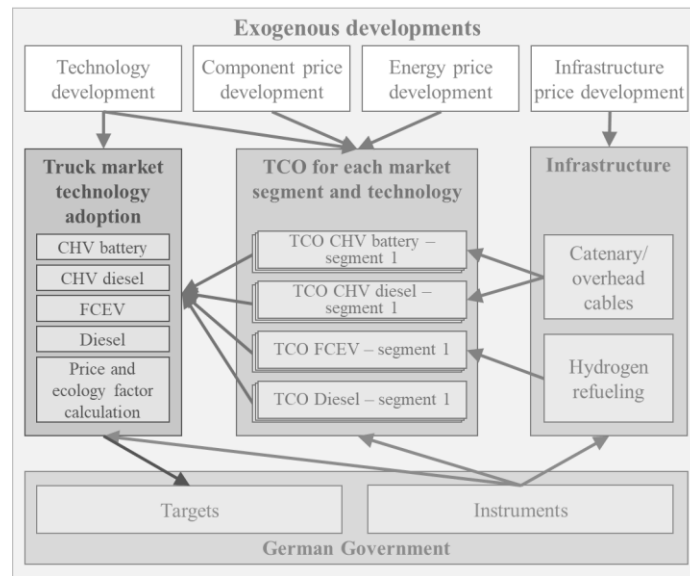 Exogenous developments
Technology
development
Component price
development
Energy price
development
Infrastructure
price development
Truck market
technology
adoption
CHV battery
CHV diesel
FCEV
Diesel
Price and
ecology factor
calculation
TCO for each market
segment and technology
TCO CHV battery –
segment 1
TCO CHV diesel –
segment 1
TCO FCEV – segment 1
TCO Diesel – segment 1
Infrastructure
Catenary/
overhead
cables
Hydrogen
refueling
Targets
Instruments
German Government